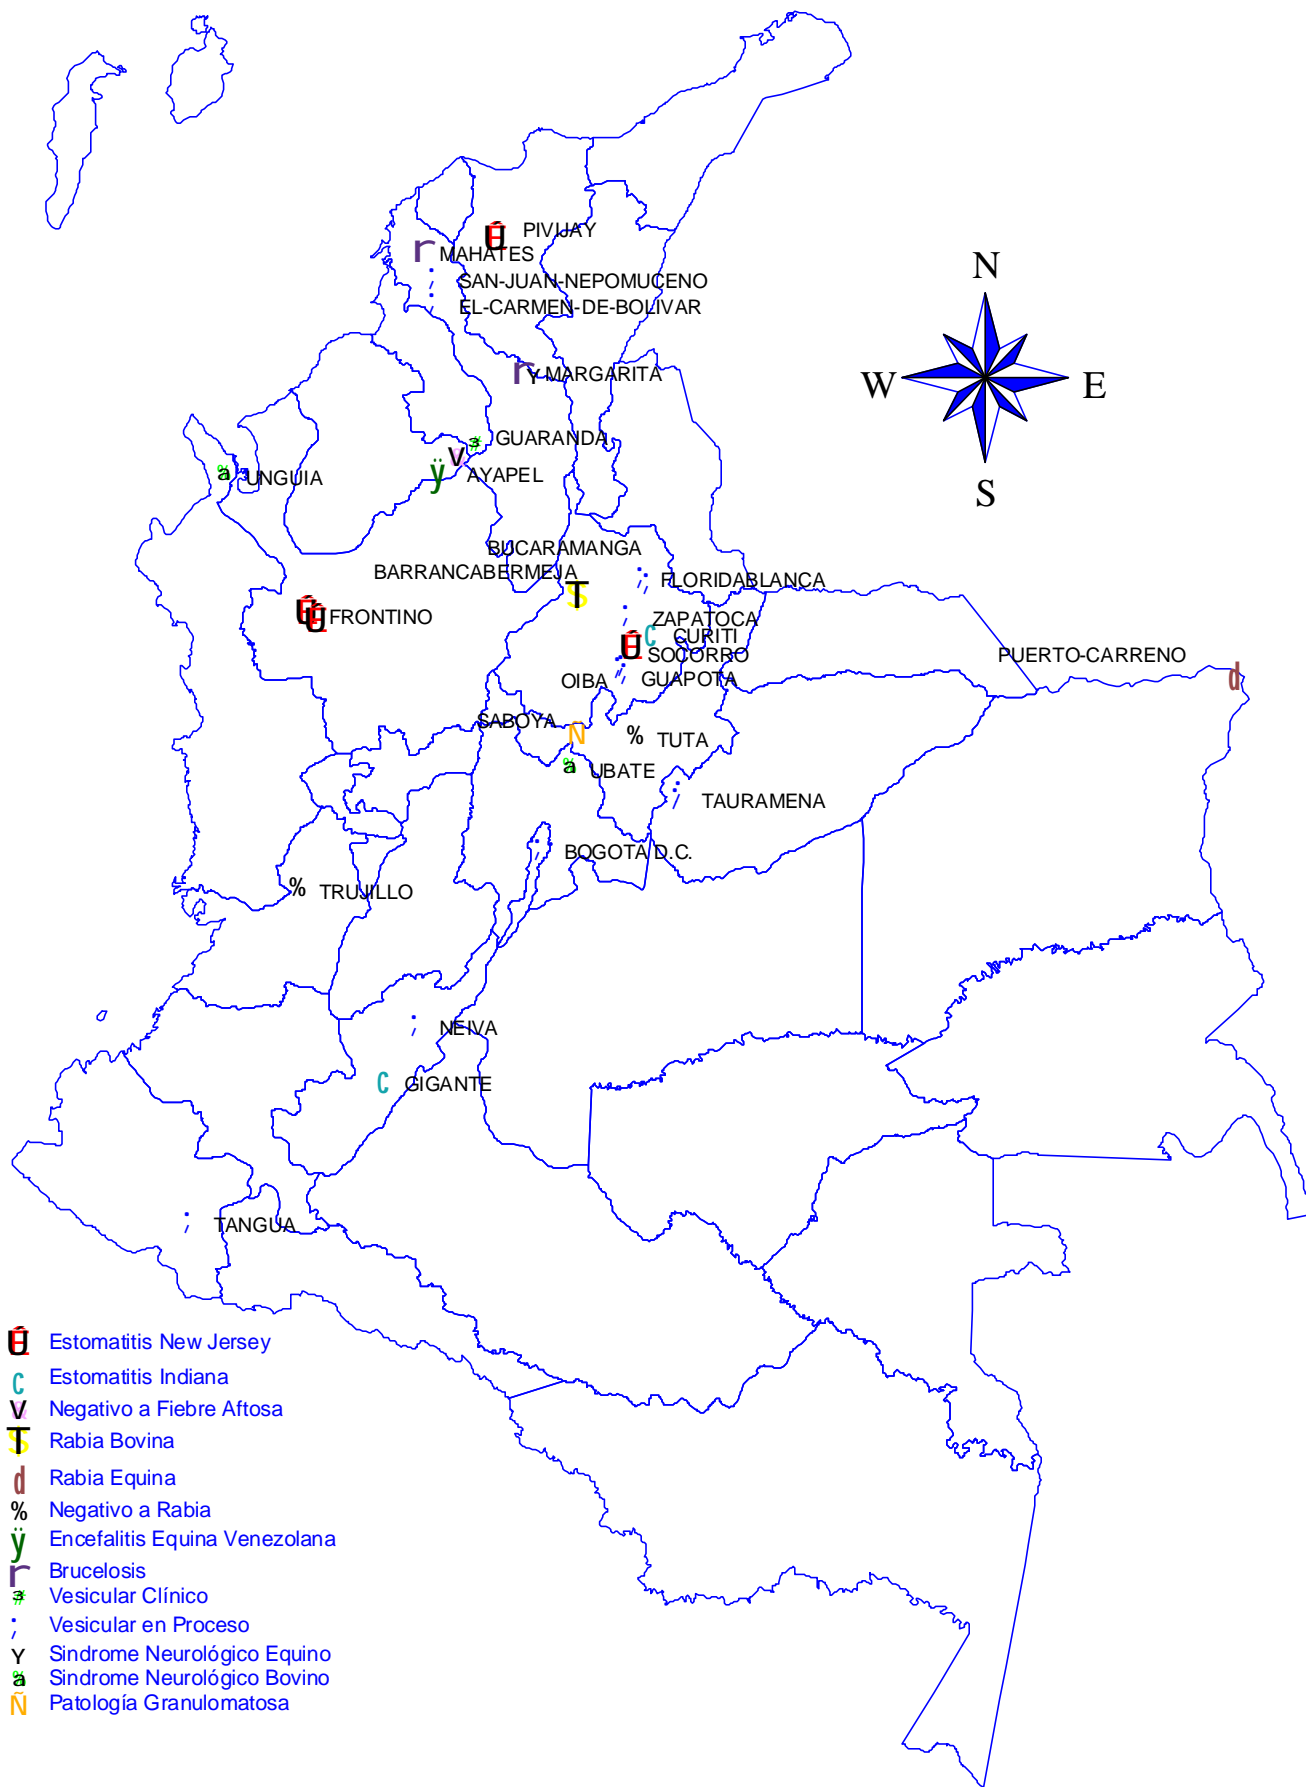 PIVIJAY
MAHATES
SAN-JUAN-NEPOMUCENO
EL-CARMEN-DE-BOLIVAR
N
W
E
S
MARGARITA
GUARANDA
AYAPEL
UNGUIA
BUCARAMANGA
BARRANCABERMEJA
FLORIDABLANCA
FRONTINO
ZAPATOCA
CURITI
SOCORRO
PUERTO-CARRENO
OIBA
GUAPOTA
SABOYA
TUTA
UBATE
TAURAMENA
BOGOTA D.C.
TRUJILLO
NEIVA
GIGANTE
TANGUA
Estomatitis New Jersey
Estomatitis Indiana
Negativo a Fiebre Aftosa
Rabia Bovina
Rabia Equina
Negativo a Rabia
Encefalitis Equina Venezolana
Brucelosis
Vesicular Clínico
Vesicular en Proceso
Sindrome Neurológico Equino
Sindrome Neurológico Bovino
Patología Granulomatosa